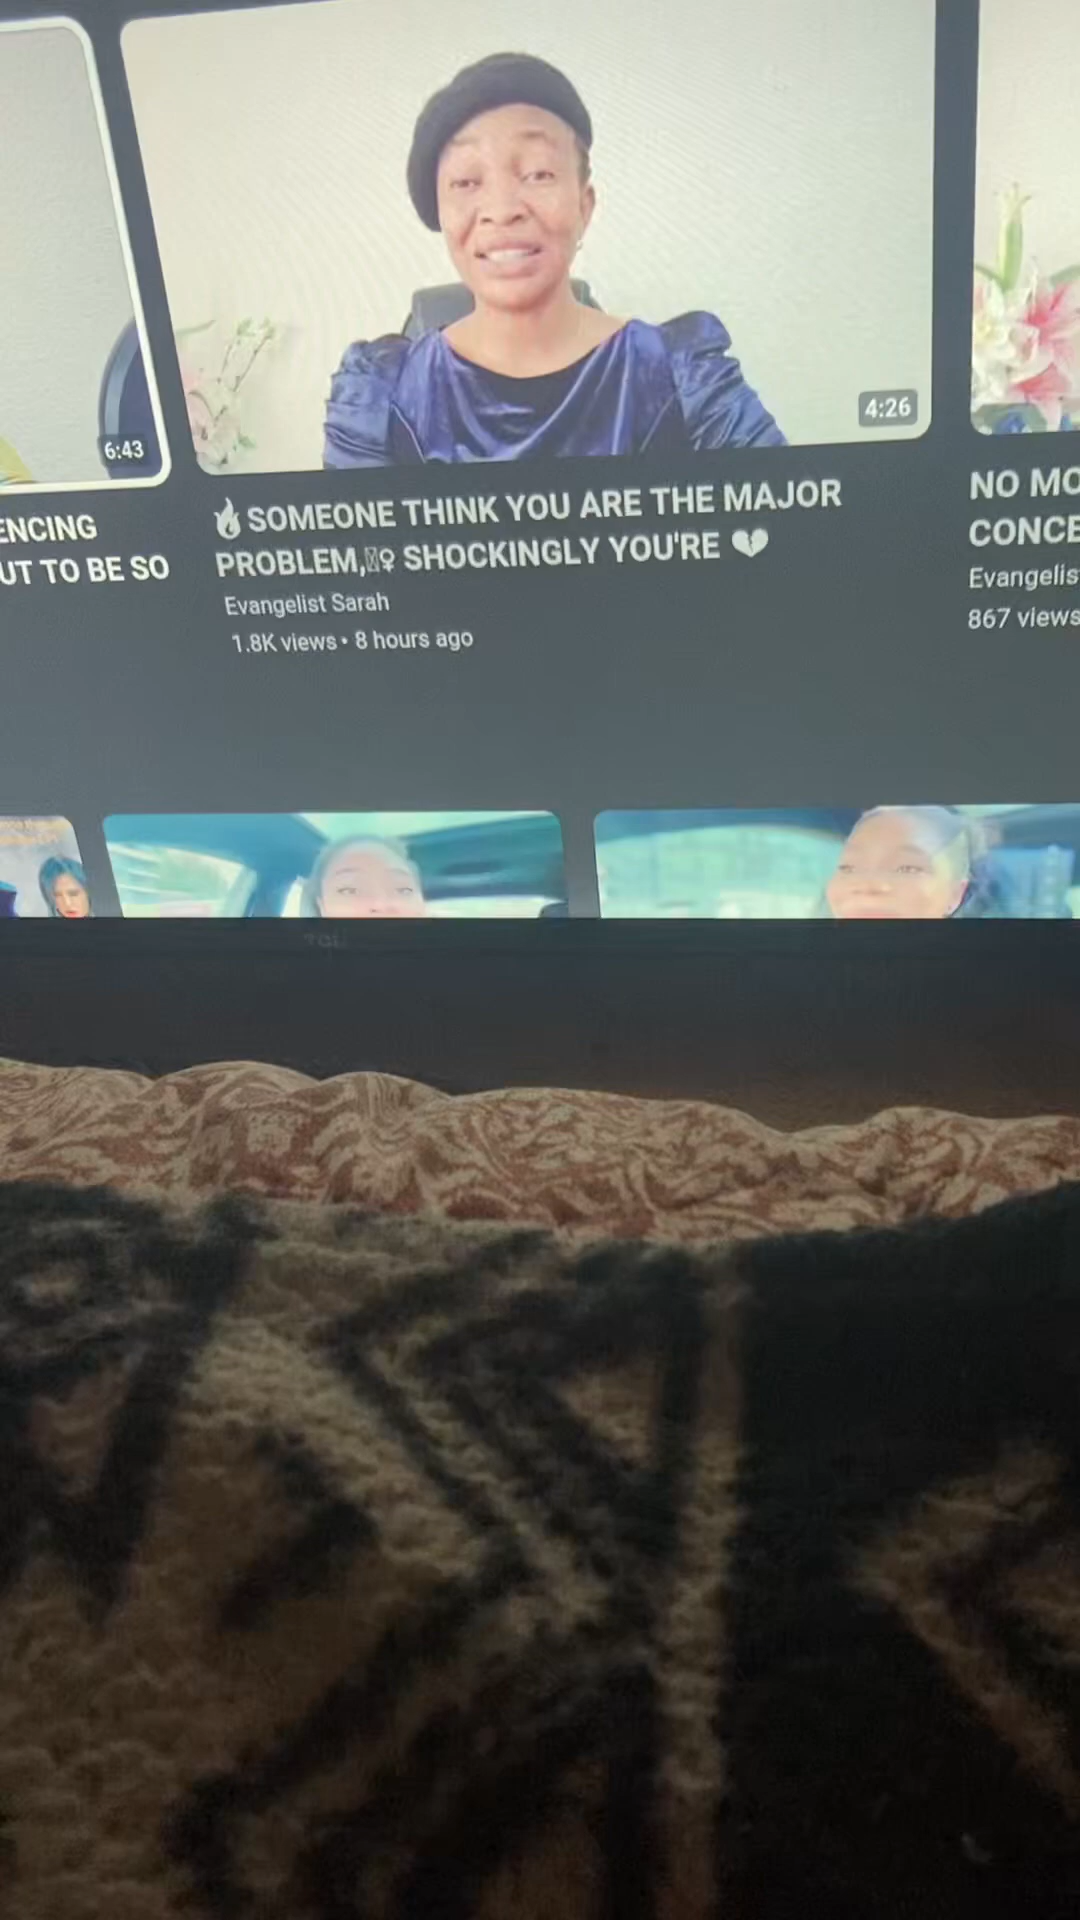 6:43
4:26
ENCING
UT TO BE SO
🔥SOMEONE THINK YOU ARE THE MAJOR
PROBLEM,♀ SHOCKINGLY YOU'RE 💔
Evangelist Sarah
1.8K views • 8 hours ago
NO MO
CONCE
Evangelis
867 views
TCL